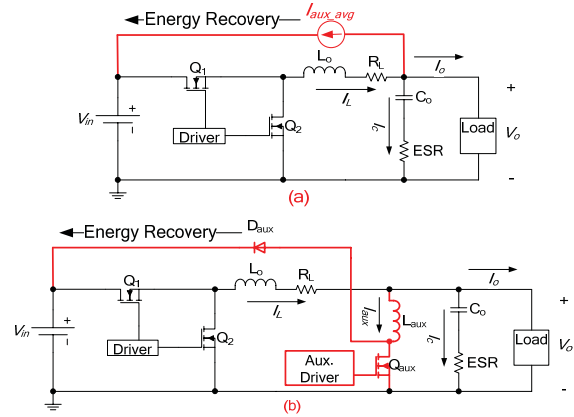 Energy Recovery
Iaux_avg
Lo
RL
Io
Q1
IL
Co
+
+
Vin
−
Driver
Q2
Ic
Load
Vo
ESR
-
(a)
Energy Recovery
Daux
Lo
RL
Io
Q1
IL
Iaux
Laux
Co
+
+
Vin
−
Driver
Q2
Ic
Load
Vo
Aux.
Driver
Qaux
ESR
-
(b)